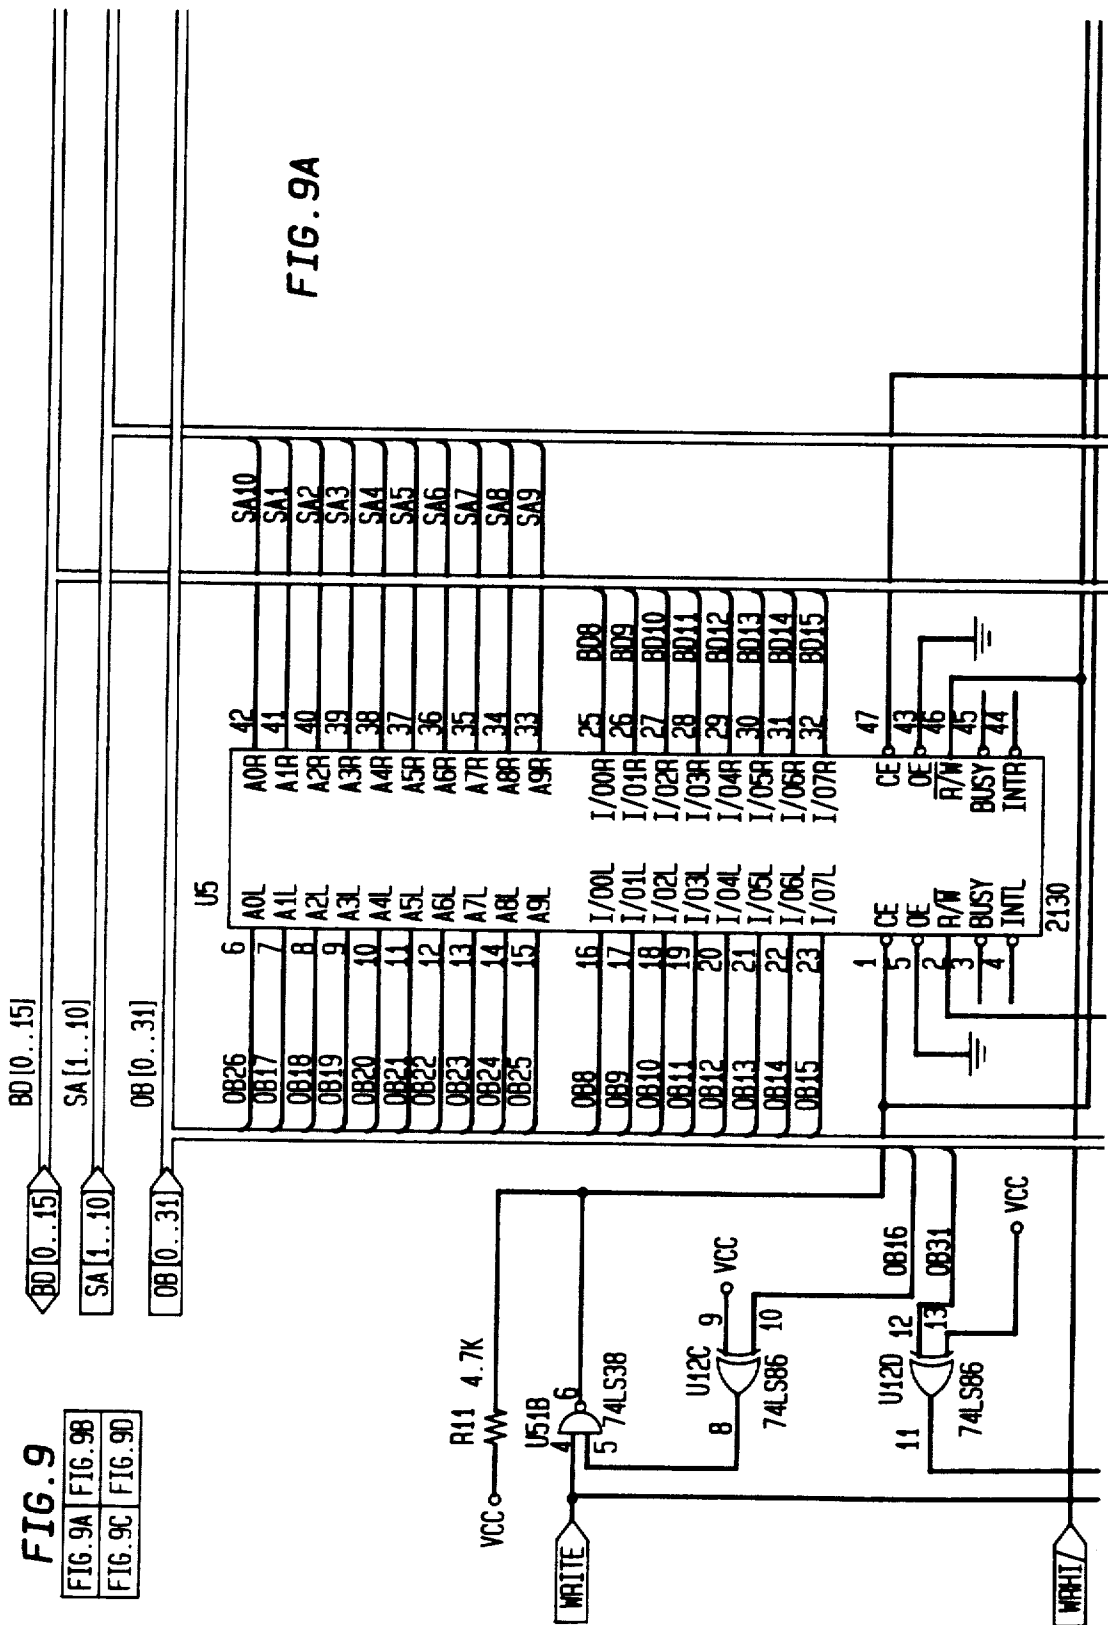 FIG. 9
FIG.9A FIG.9B
FIG.9C FIG.9D
BD[0..15] BD[0..15]
SA[1..10] SA[1..10]
OB[0..31] OB[0..31]
FIG. 9A
U5
OB26 6 A0L A0R 42 SA10
OB17 7 A1L A1R 41 SA1
OB18 8 A2L A2R 40 SA2
OB19 9 A3L A3R 39 SA3
OB20 10 A4L A4R 38 SA4
OB21 11 A5L A5R 37 SA5
OB22 12 A6L A6R 36 SA6
OB23 13 A7L A7R 35 SA7
OB24 14 A8L A8R 34 SA8
OB25 15 A9L A9R 33 SA9
OB8 16 I/O0L I/O0R 25 BD8
OB9 17 I/O1L I/O1R 26 BD9
OB10 18 I/O2L I/O2R 27 BD10
OB11 19 I/O3L I/O3R 28 BD11
OB12 20 I/O4L I/O4R 29 BD12
OB13 21 I/O5L I/O5R 30 BD13
OB14 22 I/O6L I/O6R 31 BD14
OB15 23 I/O7L I/O7R 32 BD15
1 CE CE 47
5 OE OE 43
2 R/W R/W 46
3 BUSY BUSY 45
4 INTL INTR 44
2130
VCC R11 4.7K
WRITE
U51B
4 6
5
74LS38
U12C
8 9 VCC
10 OB16
74LS86
U12D
11 12 OB31
13 VCC
74LS86
WRHI/